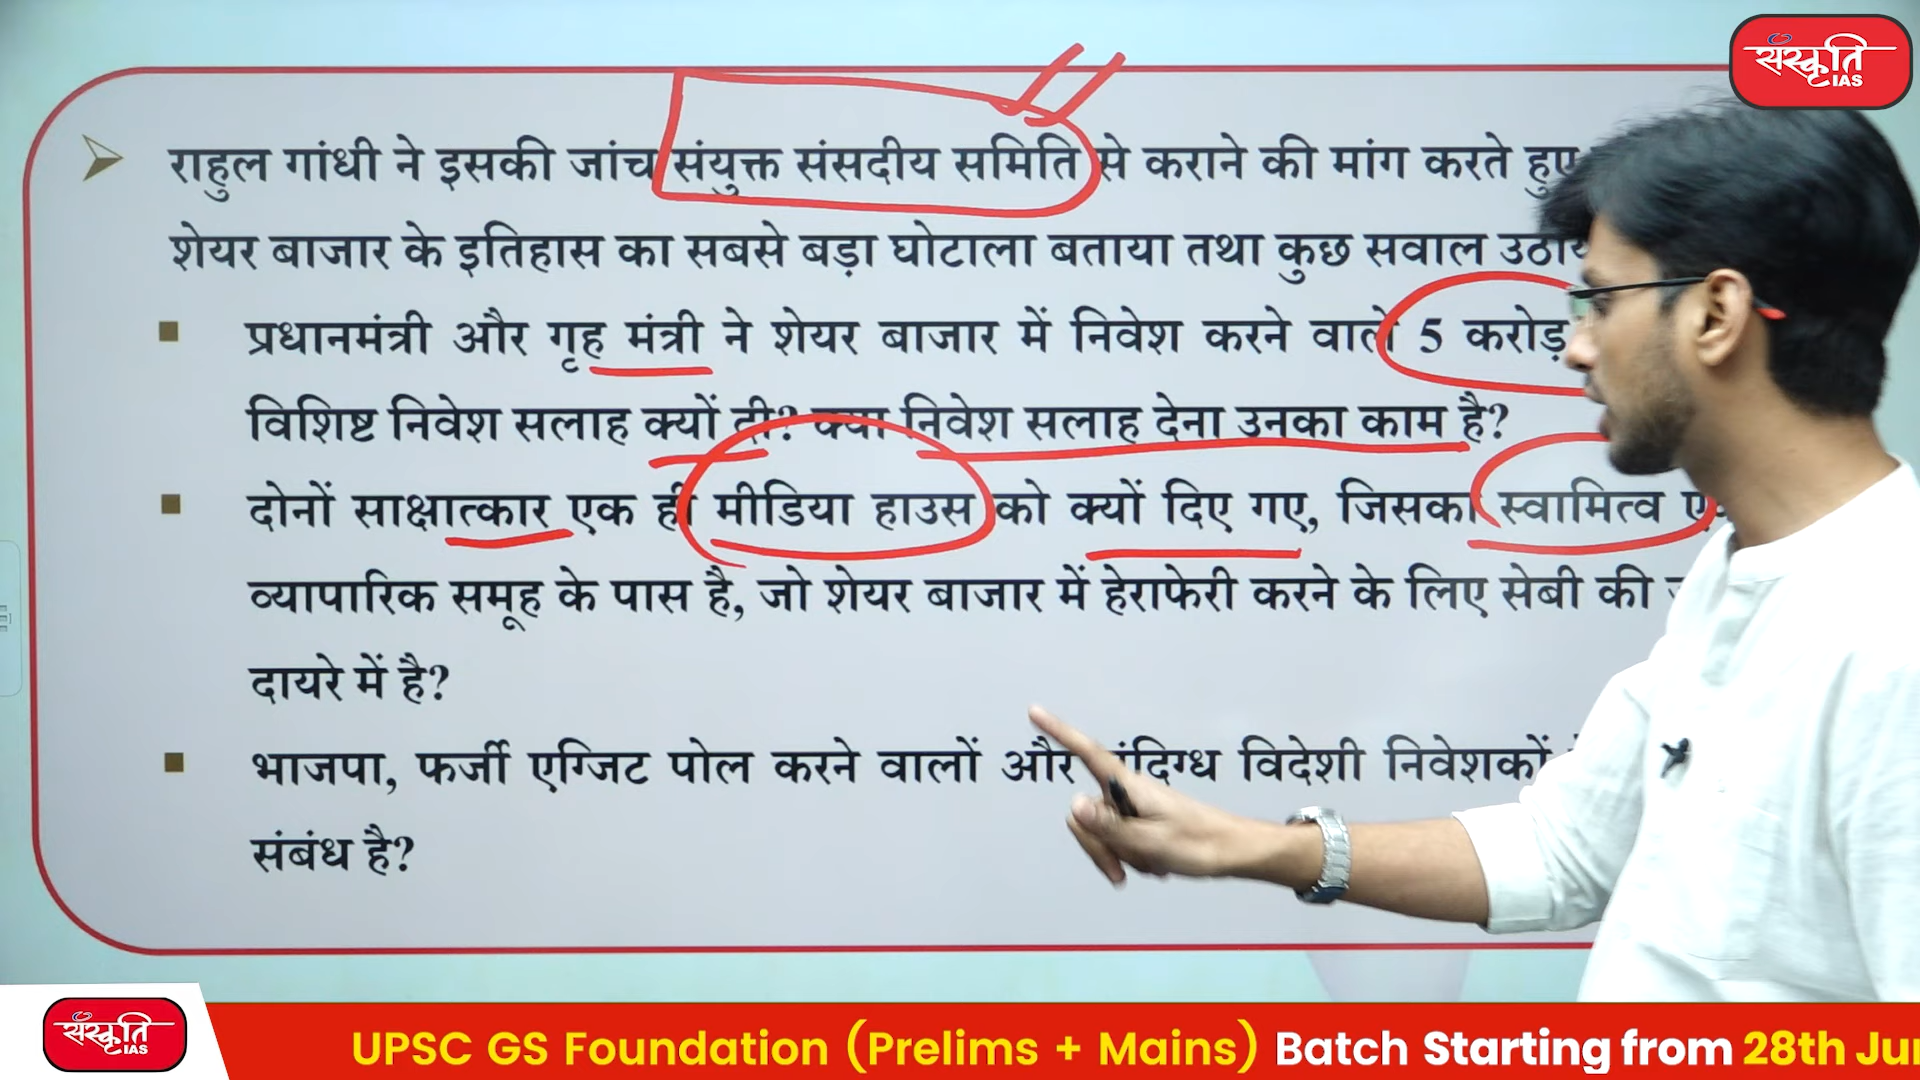 संस्कृति
IAS
राहुल गांधी ने इसकी जांच संयुक्त संसदीय समिति से कराने की मांग करते हुए
शेयर बाजार के इतिहास का सबसे बड़ा घोटाला बताया तथा कुछ सवाल
प्रधानमंत्री और गृह मंत्री ने शेयर बाजार में निवेश करने वाले 5 करोड़
विशिष्ट निवेश सलाह क्यों दी? क्या निवेश सलाह देना उनका काम है?
दोनों साक्षात्कार एक ही मीडिया हाउस को क्यों दिए गए, जिसका स्वामित्व
व्यापारिक समूह के पास है, जो शेयर बाजार में हेराफेरी करने के लिए सेबी की
दायरे में है?
भाजपा, फर्जी एग्जिट पोल करने वालों और संदिग्ध विदेशी निवेशकों
संबंध है?
संस्कृति
IAS
UPSC GS Foundation (Prelims + Mains) Batch Starting from 28th